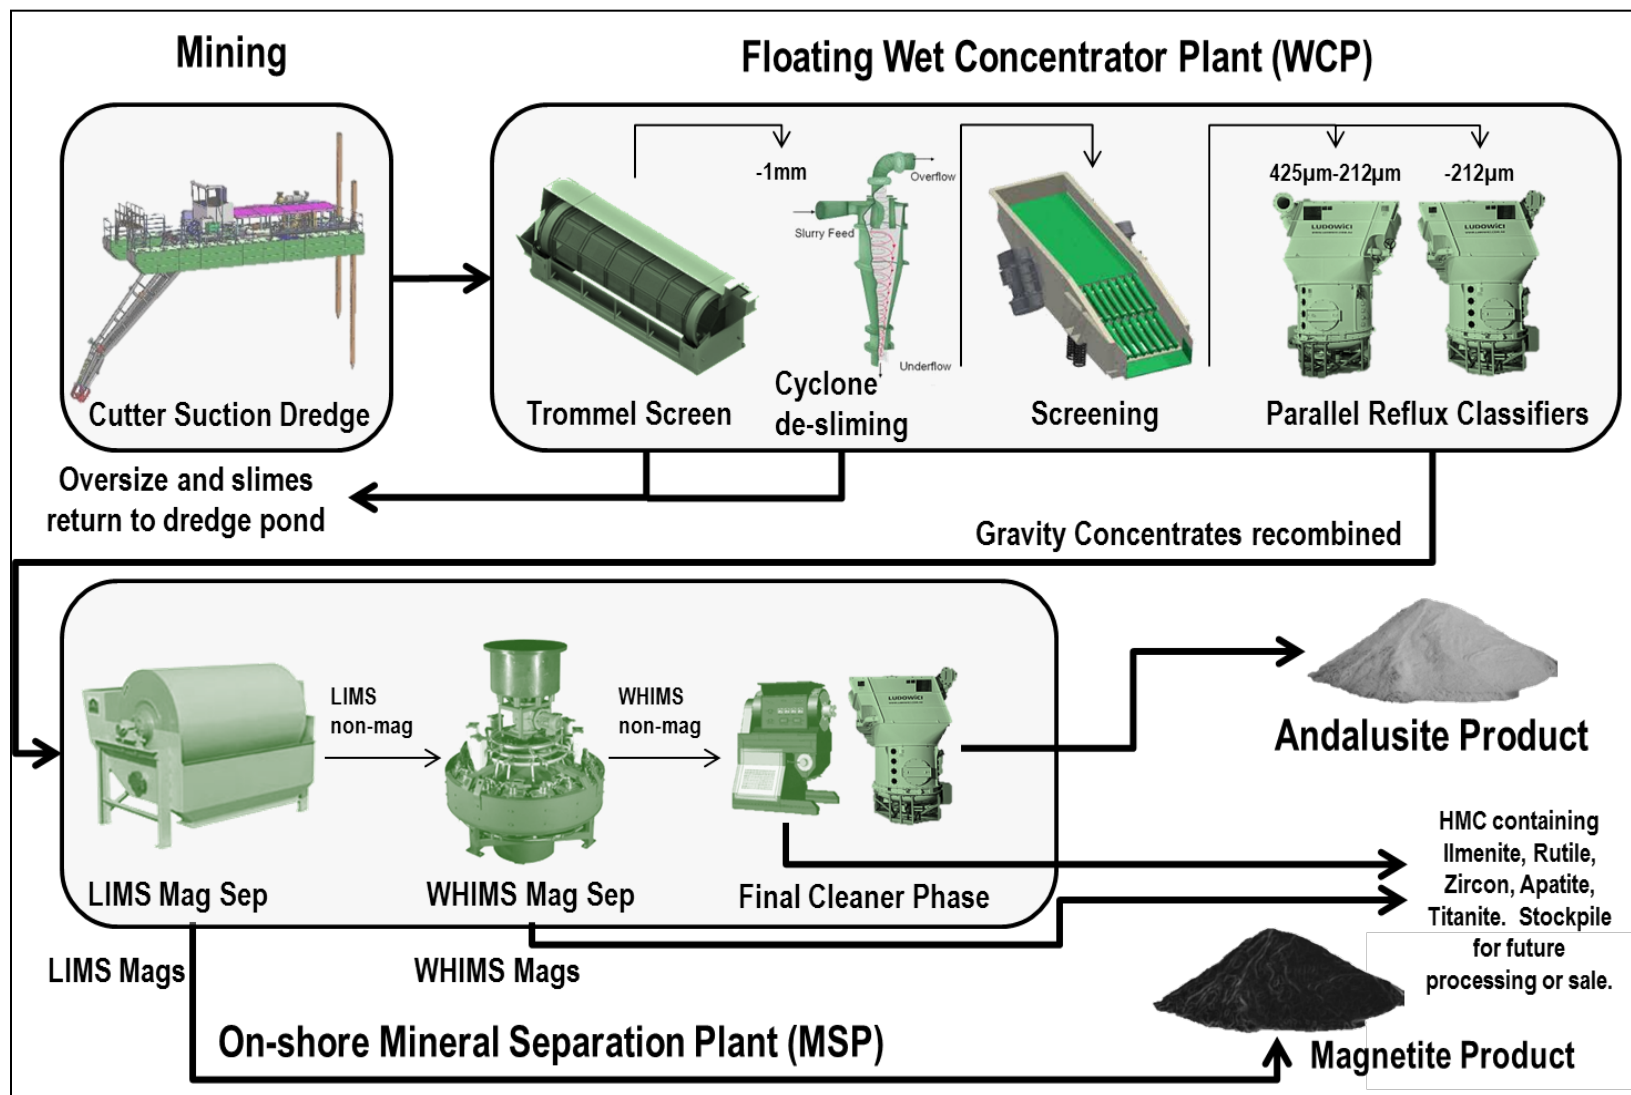 Mining
Floating Wet Concentrator Plant (WCP)
-1mm
Overflow
Slurry Feed
Underflow
425µm-212µm
-212µm
LUDOWICI
LUDOWICI
Cutter Suction Dredge
Trommel Screen
Cyclone
de-sliming
Screening
Parallel Reflux Classifiers
Oversize and slimes
return to dredge pond
Gravity Concentrates recombined
LIMS
non-mag
WHIMS
non-mag
LUDOWICI
LIMS Mag Sep
WHIMS Mag Sep
Final Cleaner Phase
Andalusite Product
HMC containing
Ilmenite, Rutile,
Zircon, Apatite,
Titanite.  Stockpile
for future
processing or sale.
LIMS Mags
WHIMS Mags
On-shore Mineral Separation Plant (MSP)
Magnetite Product